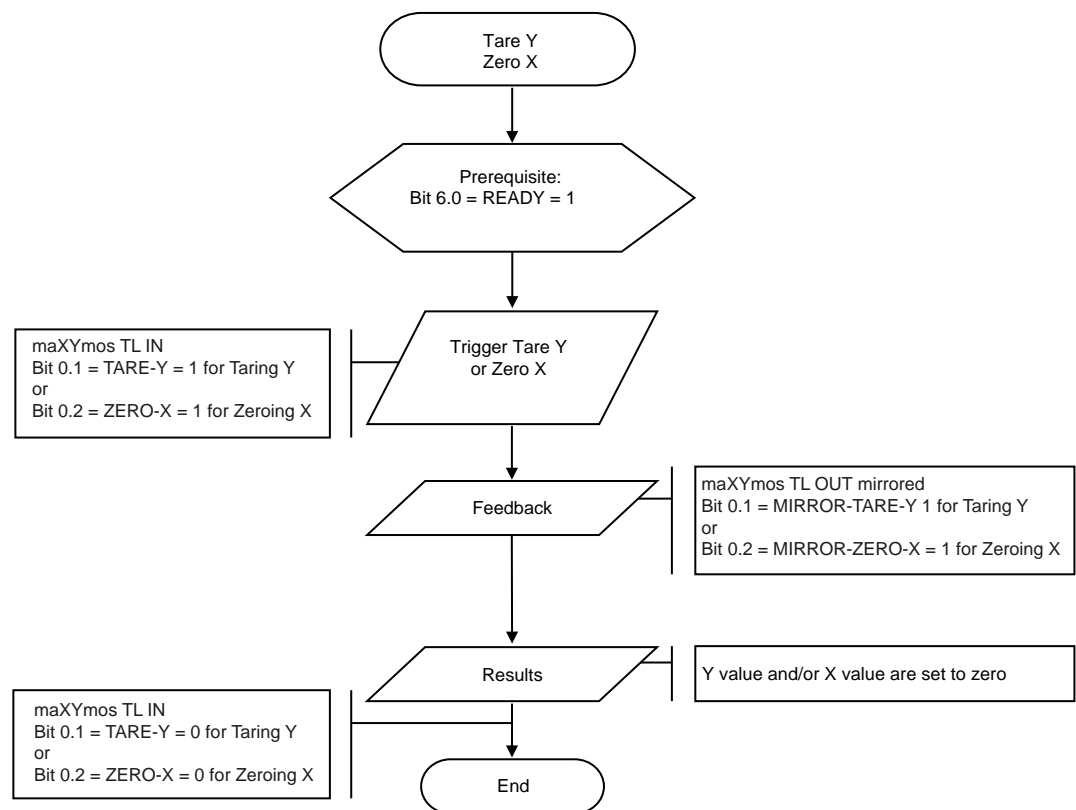 Tare Y
Zero X
Prerequisite:
Bit 6.0 = READY = 1
maXYmos TL IN
Bit 0.1 = TARE-Y = 1 for Taring Y
or
Bit 0.2 = ZERO-X = 1 for Zeroing X
Trigger Tare Y
or Zero X
Feedback
maXYmos TL OUT mirrored
Bit 0.1 = MIRROR-TARE-Y 1 for Taring Y
or
Bit 0.2 = MIRROR-ZERO-X = 1 for Zeroing X
Results
Y value and/or X value are set to zero
maXYmos TL IN
Bit 0.1 = TARE-Y = 0 for Taring Y
or
Bit 0.2 = ZERO-X = 0 for Zeroing X
End